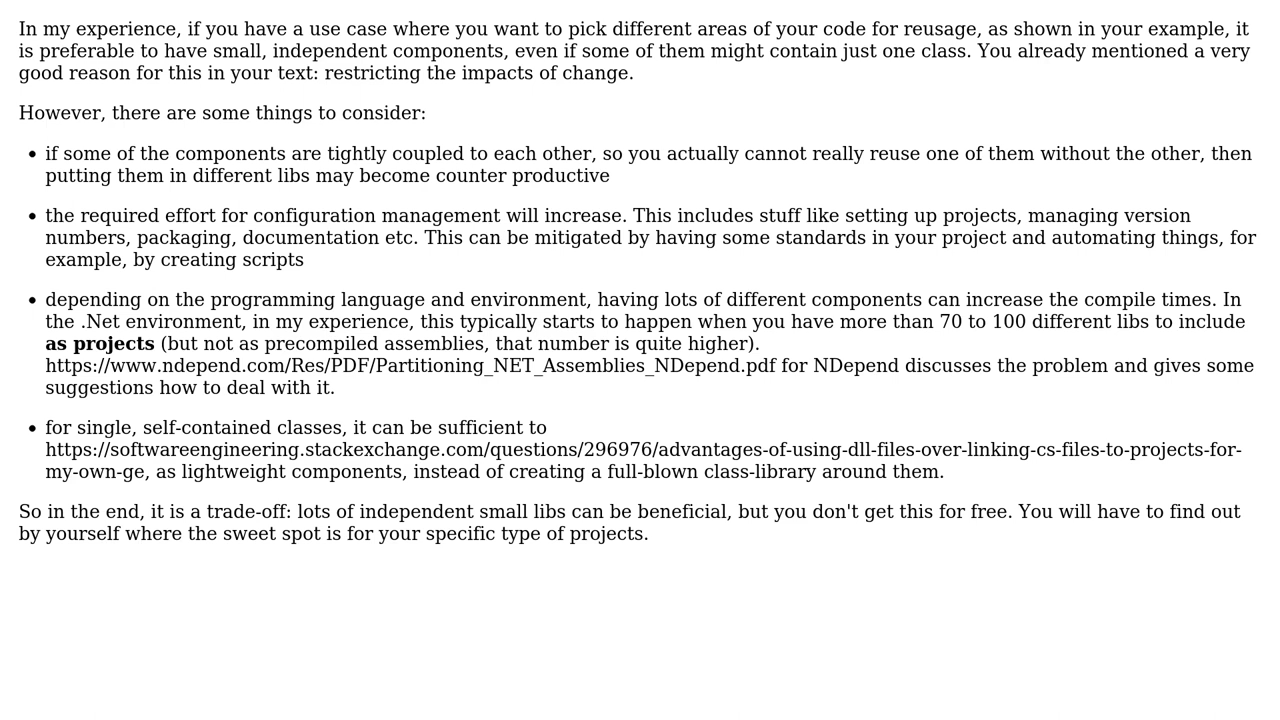 In my experience, if you have a use case where you want to pick different areas of your code for reusage, as shown in your example, it
is preferable to have small, independent components, even if some of them might contain just one class. You already mentioned a very
good reason for this in your text: restricting the impacts of change.
However, there are some things to consider:
• if some of the components are tightly coupled to each other, so you actually cannot really reuse one of them without the other, then
putting them in different libs may become counter productive
• the required effort for configuration management will increase. This includes stuff like setting up projects, managing version
numbers, packaging, documentation etc. This can be mitigated by having some standards in your project and automating things, for
example, by creating scripts
• depending on the programming language and environment, having lots of different components can increase the compile times. In
the .Net environment, in my experience, this typically starts to happen when you have more than 70 to 100 different libs to include
as projects (but not as precompiled assemblies, that number is quite higher).
https://www.ndepend.com/Res/PDF/Partitioning_NET_Assemblies_NDepend.pdf for NDepend discusses the problem and gives some
suggestions how to deal with it.
• for single, self-contained classes, it can be sufficient to
https://softwareengineering.stackexchange.com/questions/296976/advantages-of-using-dll-files-over-linking-cs-files-to-projects-for-
my-own-ge, as lightweight components, instead of creating a full-blown class-library around them.
So in the end, it is a trade-off: lots of independent small libs can be beneficial, but you don't get this for free. You will have to find out
by yourself where the sweet spot is for your specific type of projects.